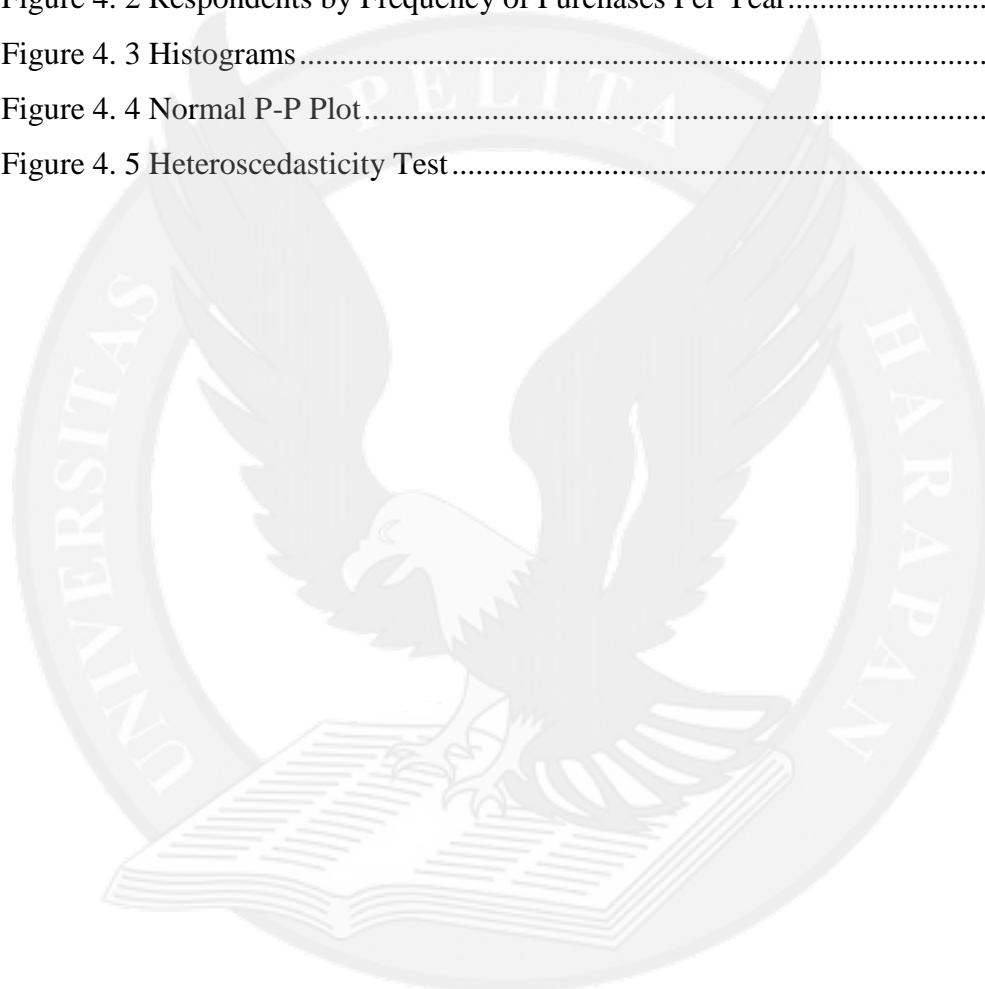 Figure 4. 2 Respondents by Frequency of Purchases Per Year..........................
Figure 4. 3 Histograms......................................................................................
Figure 4. 4 Normal P-P Plot..............................................................................
Figure 4. 5 Heteroscedasticity Test...................................................................
UNIVERSITAS PELITA HARAPAN